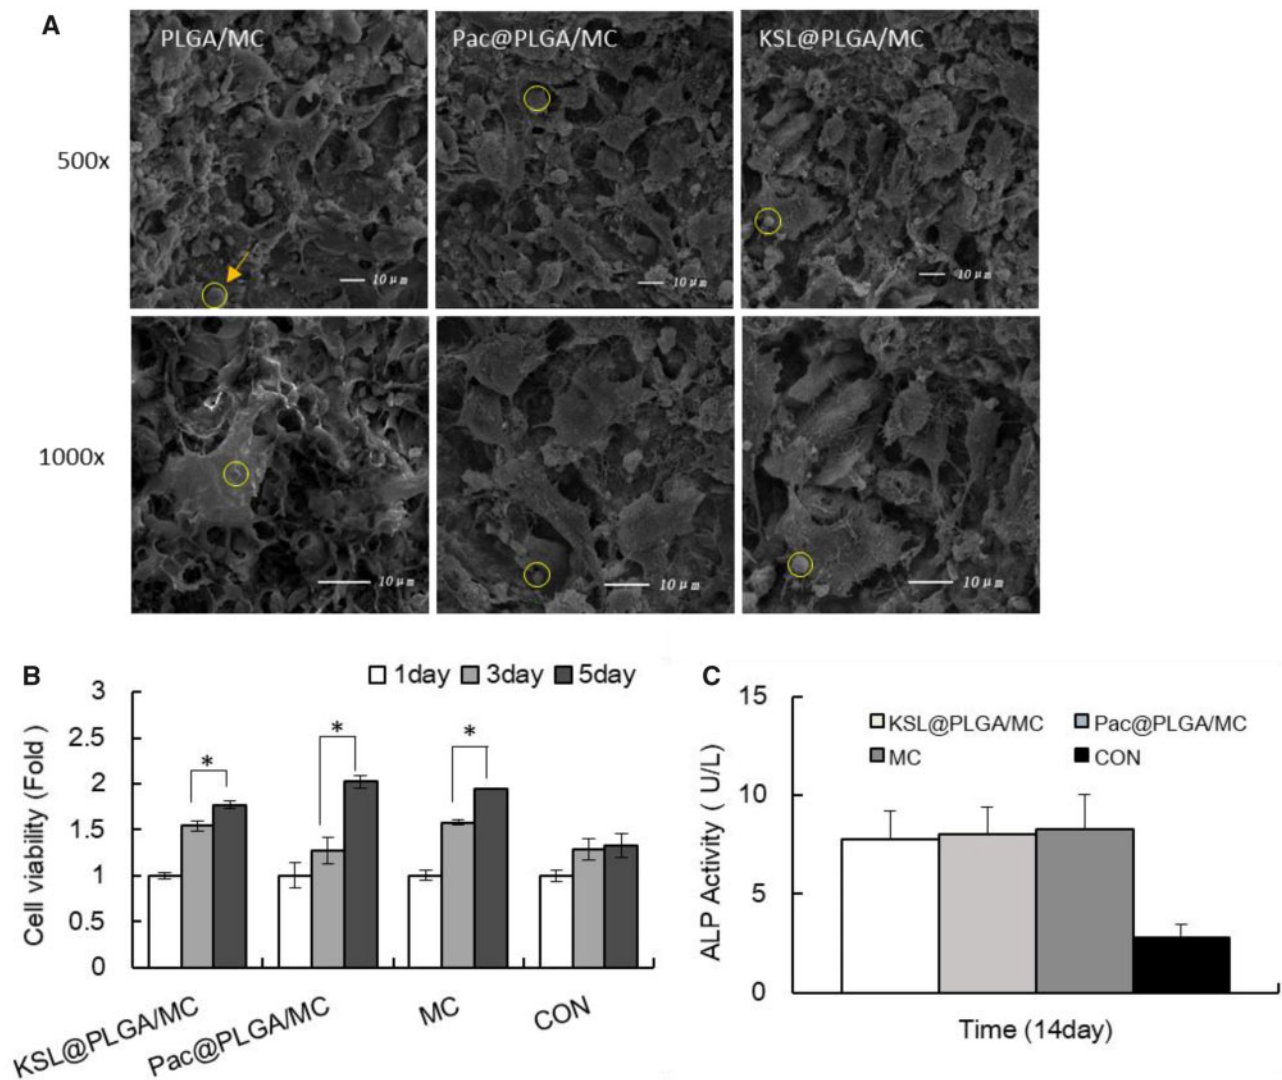 A
PLGA/MC
Pac@PLGA/MC
KSL@PLGA/MC
500x
10 μm
10 μm
10 μm
1000x
10 μm
10 μm
10 μm
B
1day 3day 5day
Cell viability (Fold )
3
2.5
2
1.5
1
0.5
0
*
*
*
KSL@PLGA/MC
Pac@PLGA/MC
MC
CON
C
ALP Activity ( U/L)
15
10
5
0
KSL@PLGA/MC Pac@PLGA/MC
MC CON
Time (14day)